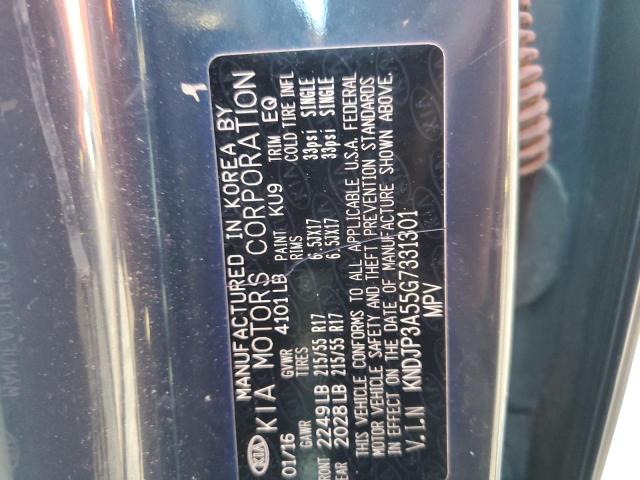 MANUFACTURED IN KOREA BY
KIA KIA MOTORS CORPORATION
01/16 4101LB KU9 EQ
GVWR PAINT TRIM
GAWR TIRES RIMS COLD TIRE INFL
FRONT 2249LB 215/55 R17 6.5JX17 33psi SINGLE
REAR 2028LB 215/55 R17 6.5JX17 33psi SINGLE
THIS VEHICLE CONFORMS TO ALL APPLICABLE U.S.A. FEDERAL
MOTOR VEHICLE SAFETY AND THEFT PREVENTION STANDARDS
IN EFFECT ON THE DATE OF MANUFACTURE SHOWN ABOVE.
V.I.N KNDJP3A55G7331301
MPV